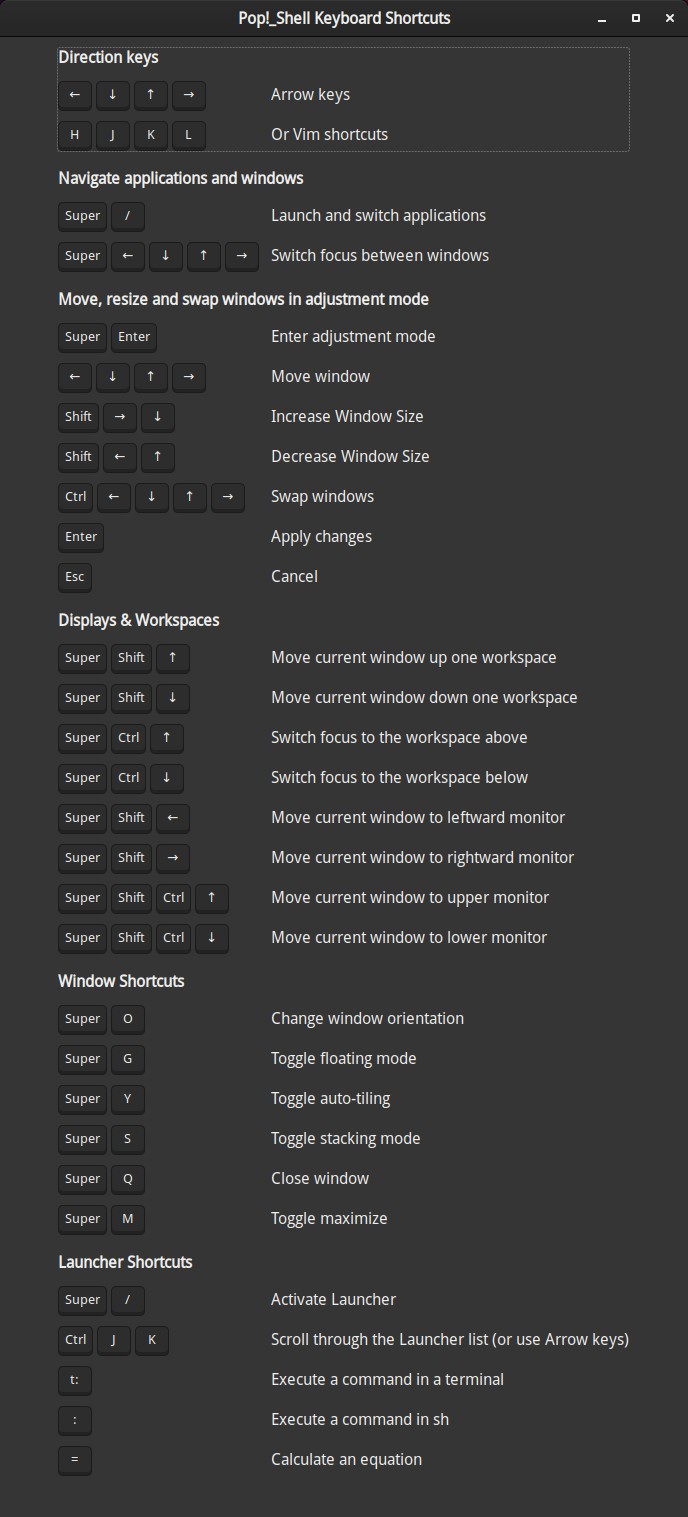 Pop!_Shell Keyboard Shortcuts
Direction keys
← ↓ ↑ → Arrow keys
H J K L Or Vim shortcuts
Navigate applications and windows
Super / Launch and switch applications
Super ← ↓ ↑ → Switch focus between windows
Move, resize and swap windows in adjustment mode
Super Enter Enter adjustment mode
← ↓ ↑ → Move window
Shift → ↓ Increase Window Size
Shift ← ↑ Decrease Window Size
Ctrl ← ↓ ↑ → Swap windows
Enter Apply changes
Esc Cancel
Displays & Workspaces
Super Shift ↑ Move current window up one workspace
Super Shift ↓ Move current window down one workspace
Super Ctrl ↑ Switch focus to the workspace above
Super Ctrl ↓ Switch focus to the workspace below
Super Shift ← Move current window to leftward monitor
Super Shift → Move current window to rightward monitor
Super Shift Ctrl ↑ Move current window to upper monitor
Super Shift Ctrl ↓ Move current window to lower monitor
Window Shortcuts
Super O Change window orientation
Super G Toggle floating mode
Super Y Toggle auto-tiling
Super S Toggle stacking mode
Super Q Close window
Super M Toggle maximize
Launcher Shortcuts
Super / Activate Launcher
Ctrl J K Scroll through the Launcher list (or use Arrow keys)
t: Execute a command in a terminal
: Execute a command in sh
= Calculate an equation